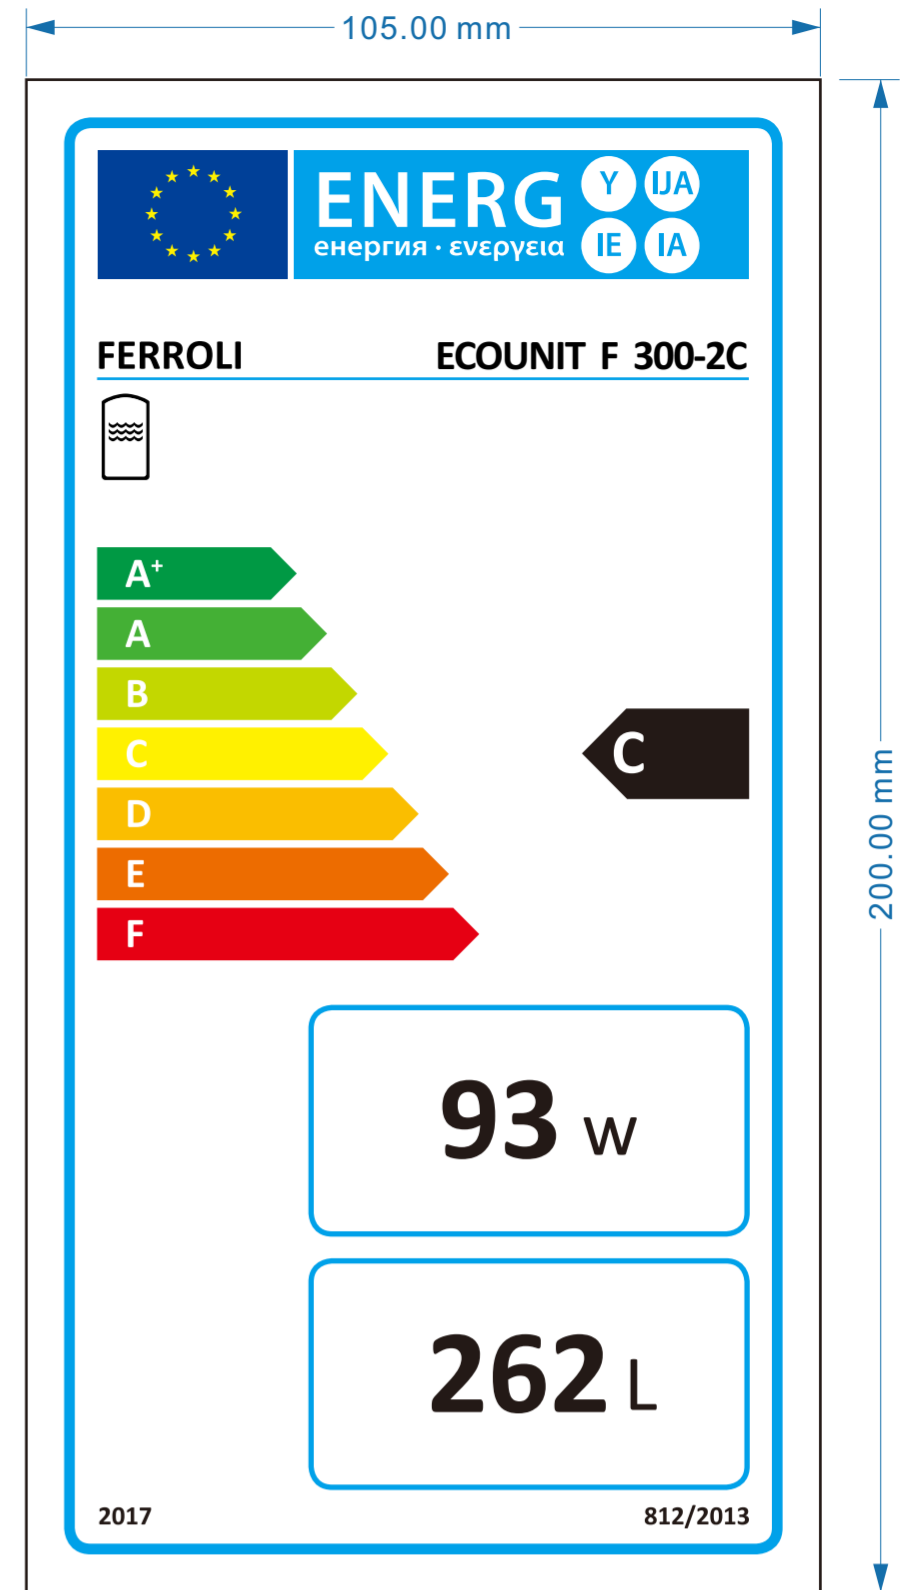 105.00 mm
ENERG
енергия · ενεργεια
Y IJA
IE IA
FERROLI ECOUNIT F 300-2C
A+
A
B
C
C
D
E
F
200.00 mm
93 W
262 L
2017 812/2013